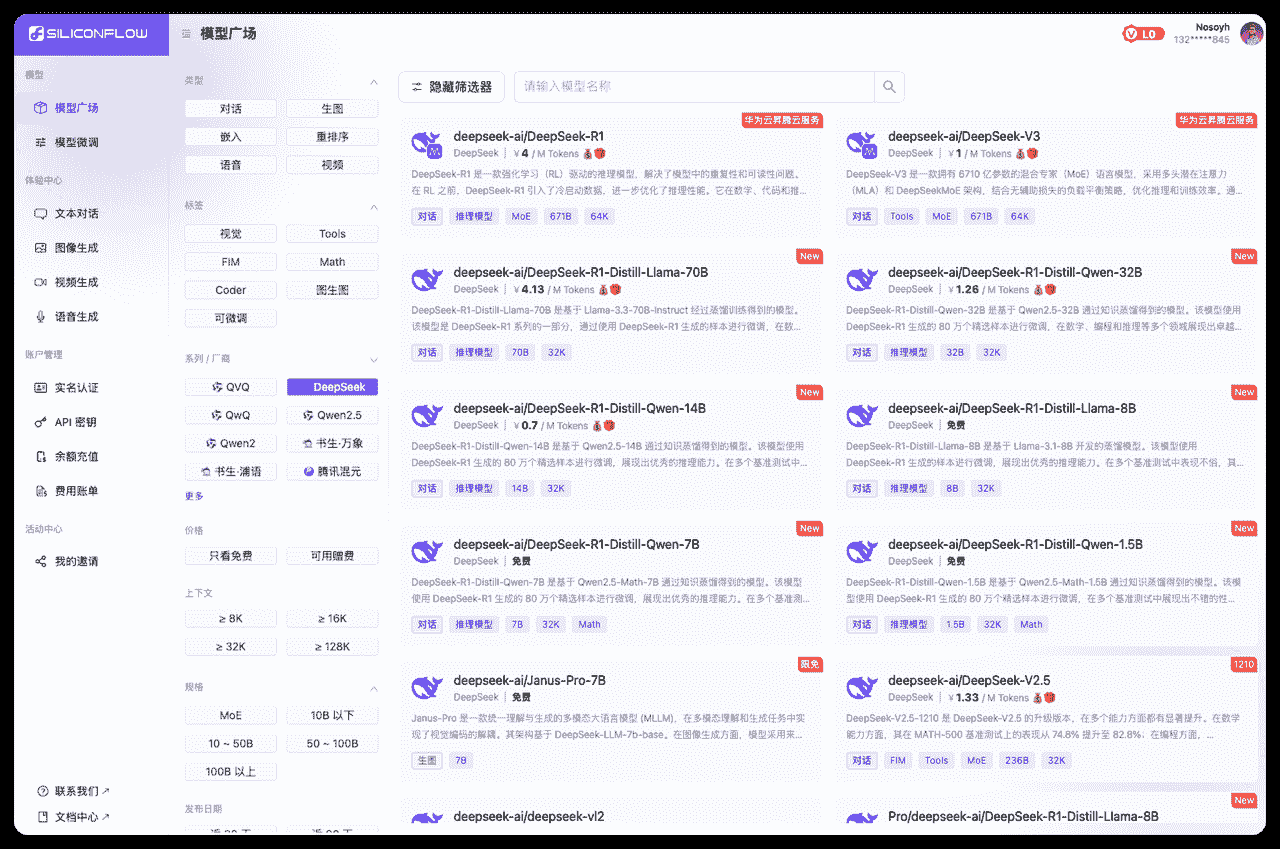 SILICONFLOW
模型广场
L0
Nosoyh
132*****845
模型
模型广场
模型微调
体验中心
文本对话
图像生成
视频生成
语音生成
账户管理
实名认证
API 密钥
余额充值
费用账单
活动中心
我的邀请
联系我们
文档中心
类型
对话
生图
嵌入
重排序
语音
视频
标签
视觉
Tools
FIM
Math
Coder
图生图
可微调
系列 / 厂商
QVQ
DeepSeek
QwQ
Qwen2.5
Qwen2
书生·万象
书生·浦语
腾讯混元
更多
价格
只看免费
可用赠费
上下文
≥ 8K
≥ 16K
≥ 32K
≥ 128K
规格
MoE
10B 以下
10 ~ 50B
50 ~ 100B
100B 以上
发布日期
隐藏筛选器
请输入模型名称
华为云昇腾云服务
deepseek-ai/DeepSeek-R1
DeepSeek | ￥4 / M Tokens
DeepSeek-R1 是一款强化学习（RL）驱动的推理模型，解决了模型中的重复性和可读性问题。
在 RL 之前，DeepSeek-R1 引入了冷启动数据，进一步优化了推理性能。它在数学、代码和推...
对话 推理模型 MoE 671B 64K
华为云昇腾云服务
deepseek-ai/DeepSeek-V3
DeepSeek | ￥1 / M Tokens
DeepSeek-V3 是一款拥有 6710 亿参数的混合专家（MoE）语言模型，采用多头潜在注意力
（MLA）和 DeepSeekMoE 架构，结合无辅助损失的负载平衡策略，优化推理和训练效率。通...
对话 Tools MoE 671B 64K
New
deepseek-ai/DeepSeek-R1-Distill-Llama-70B
DeepSeek | ￥4.13 / M Tokens
DeepSeek-R1-Distill-Llama-70B 是基于 Llama-3.3-70B-Instruct 经过蒸馏训练得到的模型。
该模型是 DeepSeek-R1 系列的一部分，通过使用 DeepSeek-R1 生成的样本进行微调，在数...
对话 推理模型 70B 32K
New
deepseek-ai/DeepSeek-R1-Distill-Qwen-32B
DeepSeek | ￥1.26 / M Tokens
DeepSeek-R1-Distill-Qwen-32B 是基于 Qwen2.5-32B 通过知识蒸馏得到的模型。该模型使用
DeepSeek-R1 生成的 80 万个精选样本进行微调，在数学、编程和推理等多个领域展现出卓越...
对话 推理模型 32B 32K
New
deepseek-ai/DeepSeek-R1-Distill-Qwen-14B
DeepSeek | ￥0.7 / M Tokens
DeepSeek-R1-Distill-Qwen-14B 是基于 Qwen2.5-14B 通过知识蒸馏得到的模型。该模型使用
DeepSeek-R1 生成的 80 万个精选样本进行微调，展现出优秀的推理能力。在多个基准测试中...
对话 推理模型 14B 32K
New
deepseek-ai/DeepSeek-R1-Distill-Llama-8B
DeepSeek | 免费
DeepSeek-R1-Distill-Llama-8B 是基于 Llama-3.1-8B 开发的蒸馏模型。该模型使用
DeepSeek-R1 生成的样本进行微调，展现出优秀的推理能力。在多个基准测试中表现不俗，其...
对话 推理模型 8B 32K
New
deepseek-ai/DeepSeek-R1-Distill-Qwen-7B
DeepSeek | 免费
DeepSeek-R1-Distill-Qwen-7B 是基于 Qwen2.5-Math-7B 通过知识蒸馏得到的模型。该模型
使用 DeepSeek-R1 生成的 80 万个精选样本进行微调，展现出优秀的推理能力。在多个基准测...
对话 推理模型 7B 32K Math
New
deepseek-ai/DeepSeek-R1-Distill-Qwen-1.5B
DeepSeek | 免费
DeepSeek-R1-Distill-Qwen-1.5B 是基于 Qwen2.5-Math-1.5B 通过知识蒸馏得到的模型。该模
型使用 DeepSeek-R1 生成的 80 万个精选样本进行微调，在多个基准测试中展现出不错的性...
对话 推理模型 1.5B 32K Math
限免
deepseek-ai/Janus-Pro-7B
DeepSeek | 免费
Janus-Pro 是一款统一理解与生成的多模态大语言模型 (MLLM)，在多模态理解和生成任务中实
现了视觉编码的解耦。其架构基于 DeepSeek-LLM-7b-base。在图像生成方面，模型采用来...
生图 7B
1210
deepseek-ai/DeepSeek-V2.5
DeepSeek | ￥1.33 / M Tokens
DeepSeek-V2.5-1210 是 DeepSeek-V2.5 的升级版本，在多个能力方面都有显著提升。在数学
能力方面，其在 MATH-500 基准测试上的表现从 74.8% 提升至 82.8%；在编程方面，...
对话 FIM Tools MoE 236B 32K
deepseek-ai/deepseek-vl2
New
Pro/deepseek-ai/DeepSeek-R1-Distill-Llama-8B